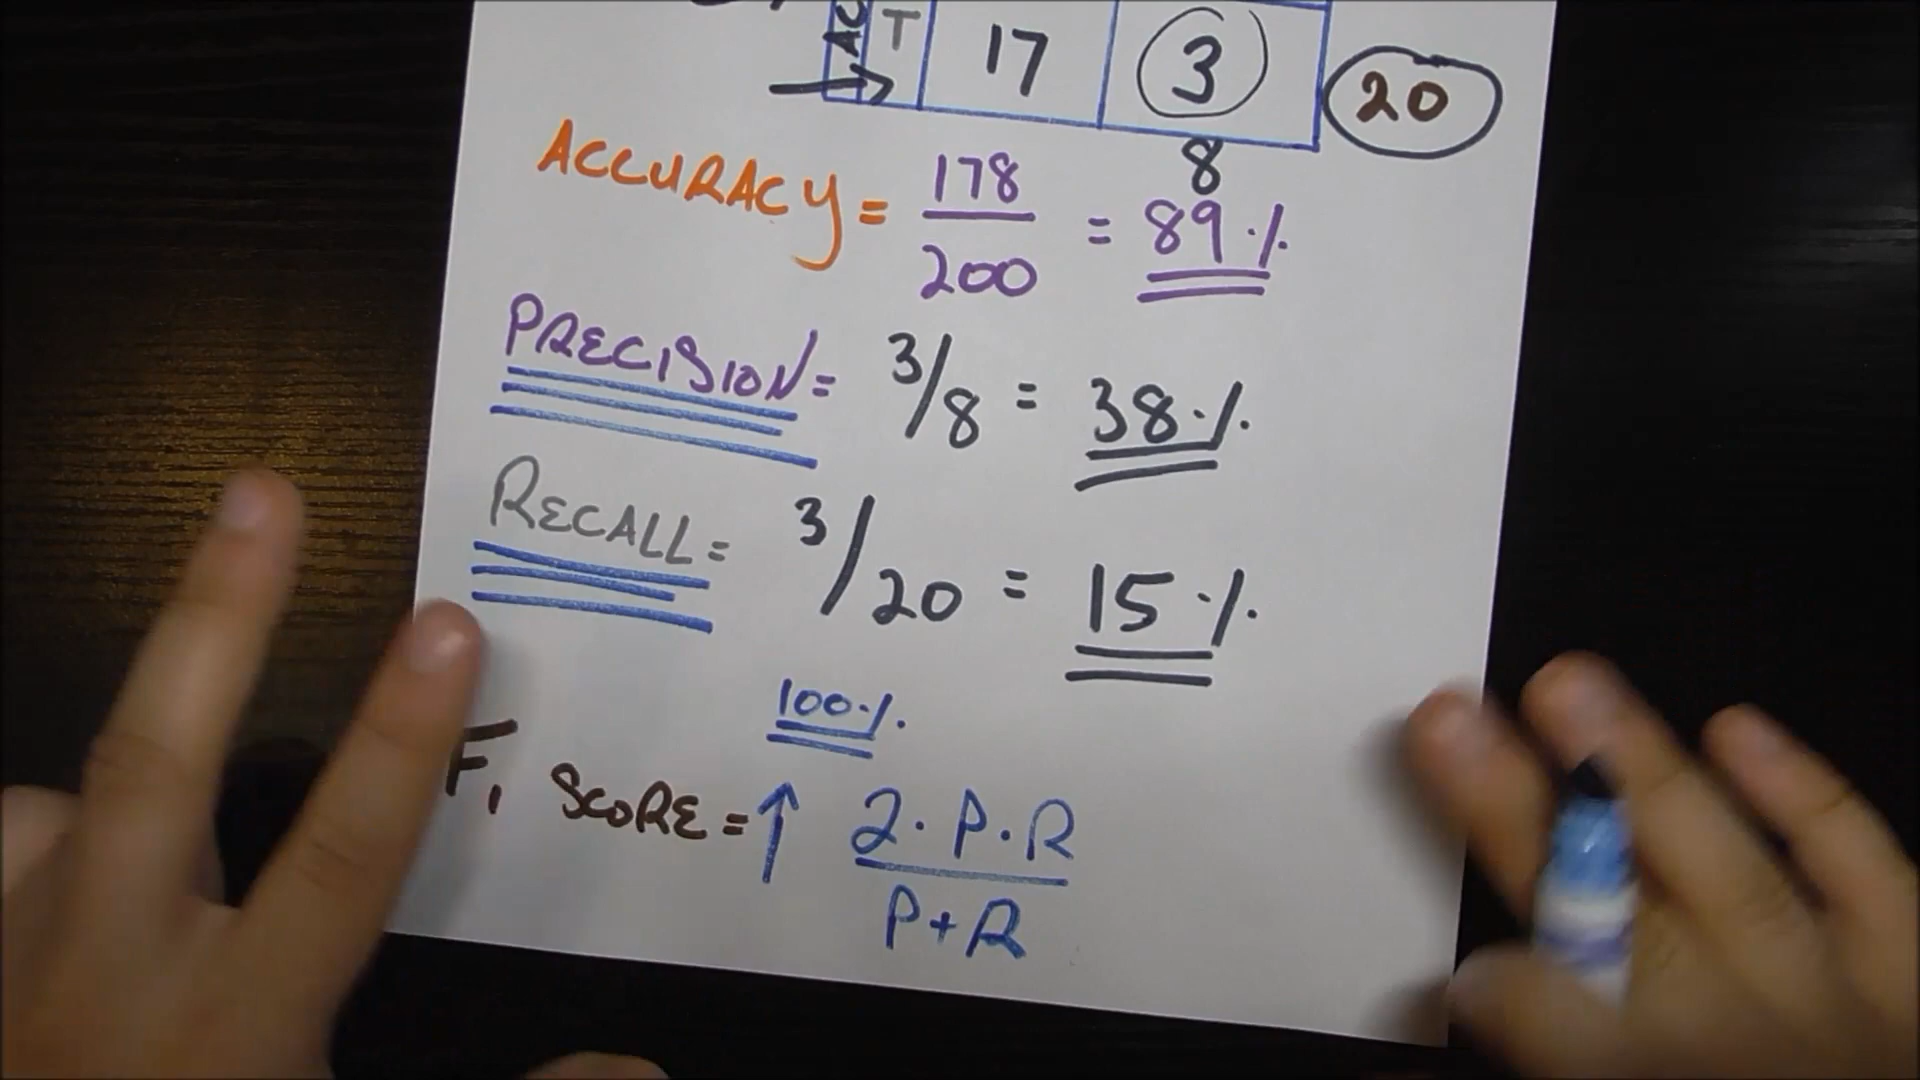 AC T 17 3 20
8
ACCURACY = 178/200 = 89%
PRECISION = 3/8 = 38%
RECALL = 3/20 = 15%
100%
F1 SCORE = ↑ 2·P·R
P+R